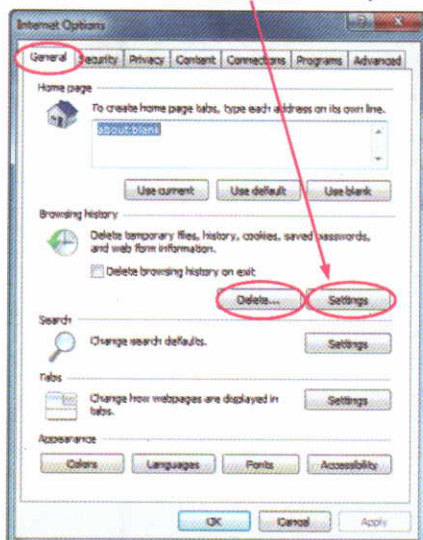 Internet Options
General Security Privacy Content Connections Programs Advanced
Home page
To create home page tabs, type each address on its own line.
about:blank
Use current Use default Use blank
Browsing history
Delete temporary files, history, cookies, saved passwords,
and web form information.
Delete browsing history on exit
Delete... Settings
Search
Change search defaults.
Settings
Tabs
Change how webpages are displayed in
tabs.
Settings
Appearance
Colors Languages Fonts Accessibility
OK Cancel Apply